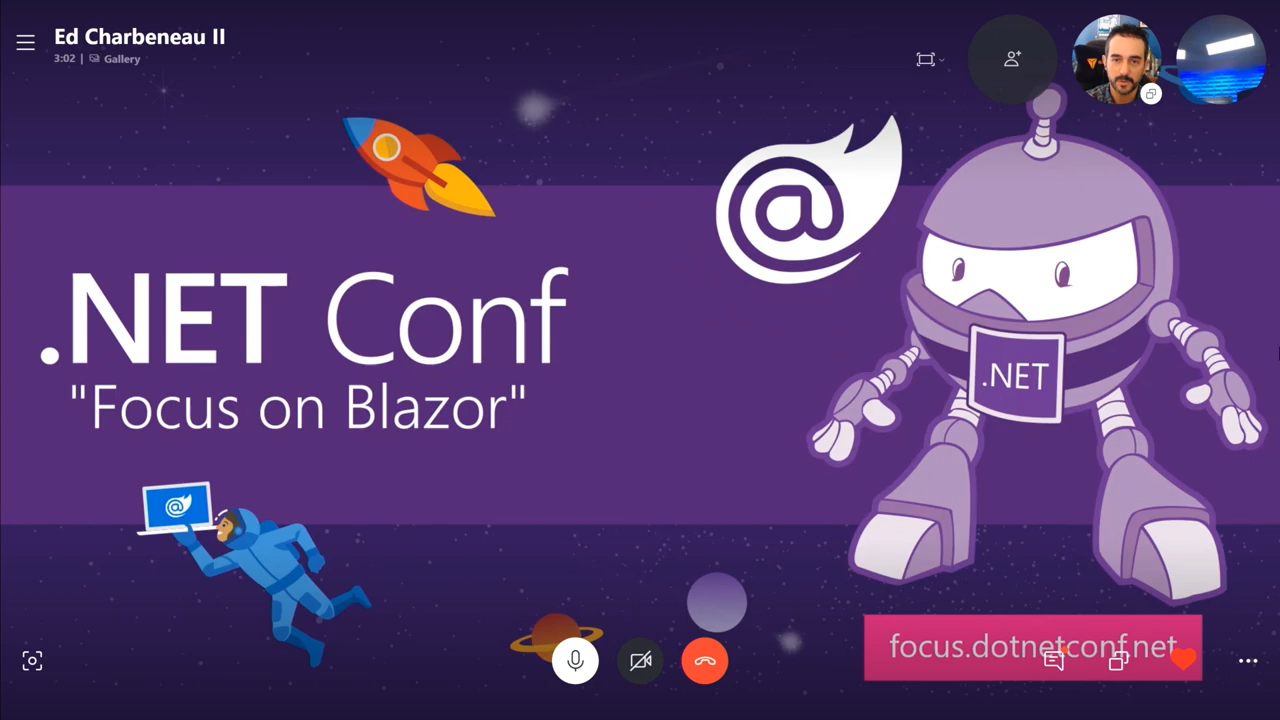 Ed Charbeneau II
3:02 | Gallery
.NET Conf
"Focus on Blazor"
@
.NET
@
focus.dotnetconf.net